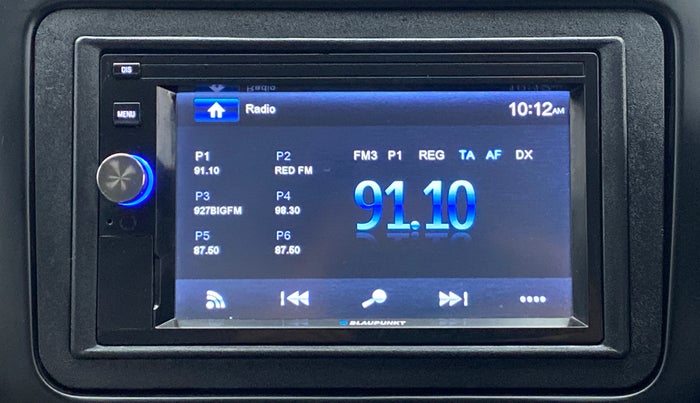 DIS
Radio
MENU
Radio
10:12AM
P1
P2
FM3 P1 REG TA AF DX
91.10
RED FM
91.10
P3
P4
927BIGFM
98.30
P5
P6
87.50
87.50
BLAUPUNKT